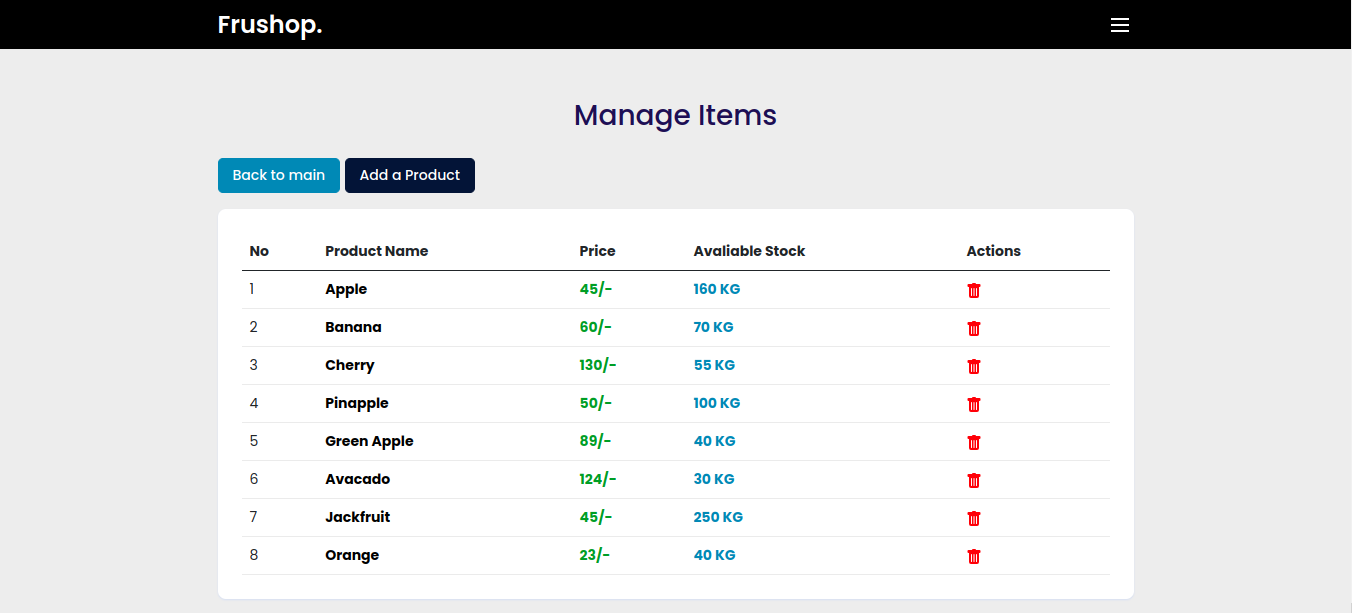 Frushop.
Manage Items
Back to main Add a Product
No Product Name Price Avaliable Stock Actions
1 Apple 45/- 160 KG
2 Banana 60/- 70 KG
3 Cherry 130/- 55 KG
4 Pinapple 50/- 100 KG
5 Green Apple 89/- 40 KG
6 Avacado 124/- 30 KG
7 Jackfruit 45/- 250 KG
8 Orange 23/- 40 KG